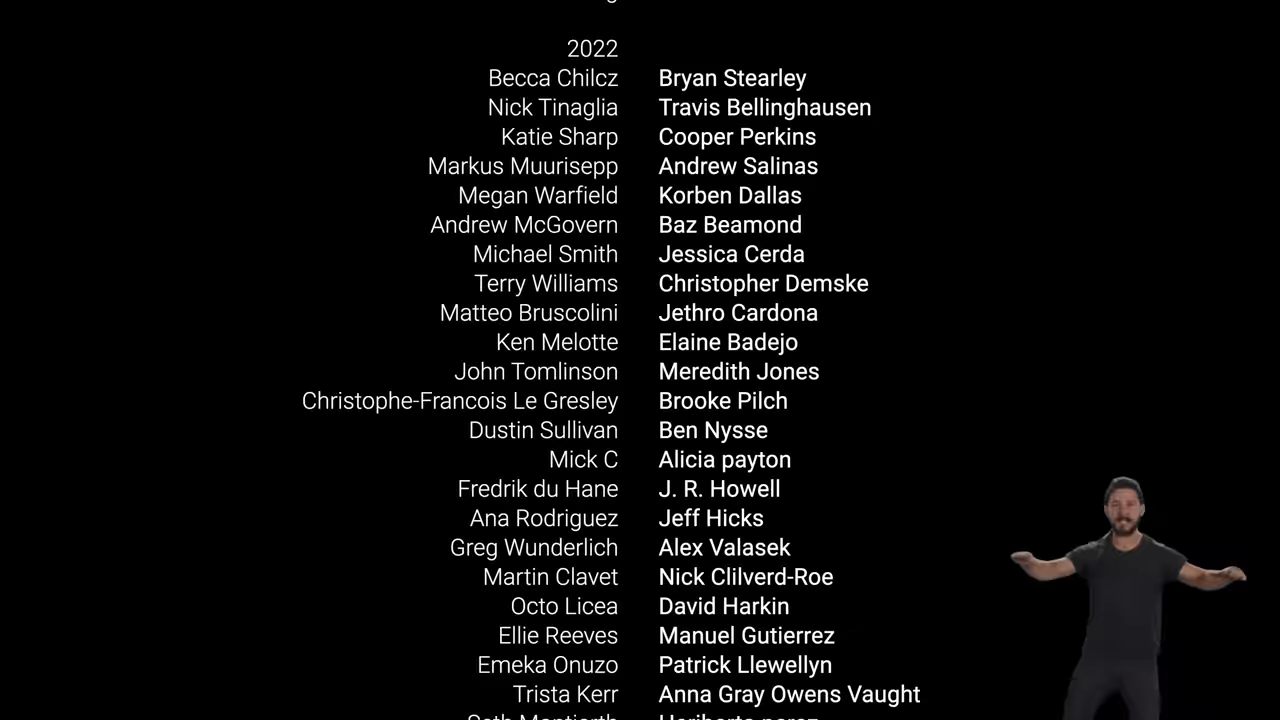 2022
Becca Chilcz Bryan Stearley
Nick Tinaglia Travis Bellinghausen
Katie Sharp Cooper Perkins
Markus Muurisepp Andrew Salinas
Megan Warfield Korben Dallas
Andrew McGovern Baz Beamond
Michael Smith Jessica Cerda
Terry Williams Christopher Demske
Matteo Bruscolini Jethro Cardona
Ken Melotte Elaine Badejo
John Tomlinson Meredith Jones
Christophe-Francois Le Gresley Brooke Pilch
Dustin Sullivan Ben Nysse
Mick C Alicia payton
Fredrik du Hane J. R. Howell
Ana Rodriguez Jeff Hicks
Greg Wunderlich Alex Valasek
Martin Clavet Nick Clilverd-Roe
Octo Licea David Harkin
Ellie Reeves Manuel Gutierrez
Emeka Onuzo Patrick Llewellyn
Trista Kerr Anna Gray Owens Vaught